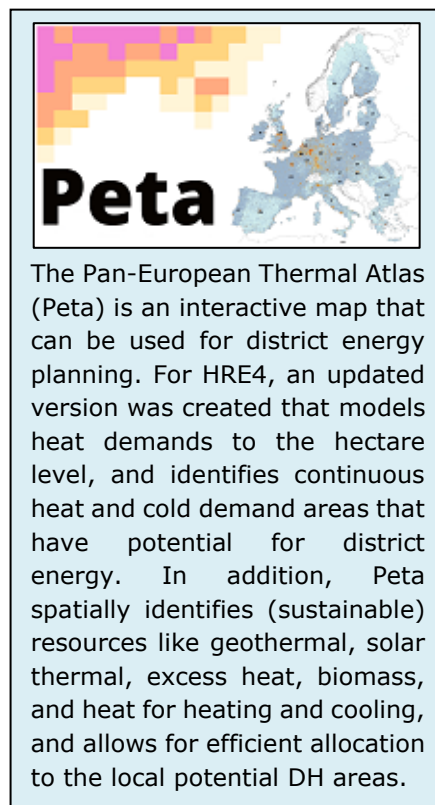 Peta
The Pan-European Thermal Atlas
(Peta) is an interactive map that
can be used for district energy
planning. For HRE4, an updated
version was created that models
heat demands to the hectare
level, and identifies continuous
heat and cold demand areas that
have potential for district
energy. In addition, Peta
spatially identifies (sustainable)
resources like geothermal, solar
thermal, excess heat, biomass,
and heat for heating and cooling,
and allows for efficient allocation
to the local potential DH areas.